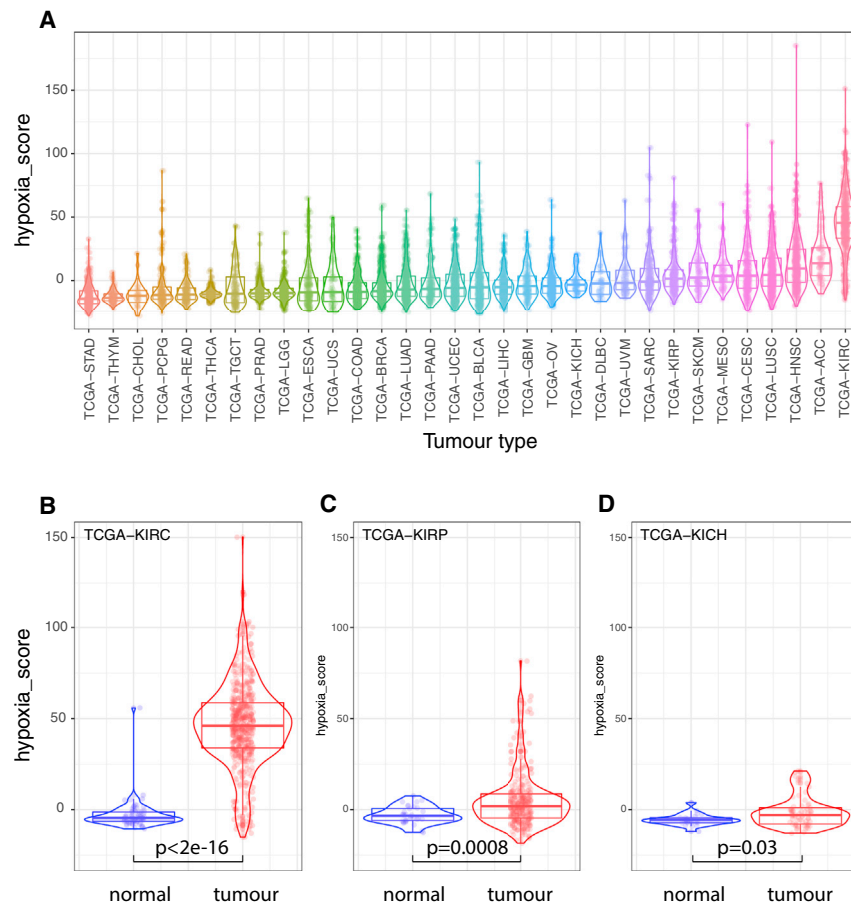 A
hypoxia_score
150
100
50
0
TCGA−STAD
TCGA−THYM
TCGA−CHOL
TCGA−PCPG
TCGA−READ
TCGA−THCA
TCGA−TGCT
TCGA−PRAD
TCGA−LGG
TCGA−ESCA
TCGA−UCS
TCGA−COAD
TCGA−BRCA
TCGA−LUAD
TCGA−PAAD
TCGA−UCEC
TCGA−BLCA
TCGA−LIHC
TCGA−GBM
TCGA−OV
TCGA−KICH
TCGA−DLBC
TCGA−UVM
TCGA−SARC
TCGA−KIRP
TCGA−SKCM
TCGA−MESO
TCGA−CESC
TCGA−LUSC
TCGA−HNSC
TCGA−ACC
TCGA−KIRC
Tumour type
B
TCGA−KIRC
hypoxia_score
150
100
50
0
p<2e-16
normal tumour
C
TCGA−KIRP
hypoxia_score
150
100
50
0
p=0.0008
normal tumour
D
TCGA−KICH
hypoxia_score
150
100
50
0
p=0.03
normal tumour